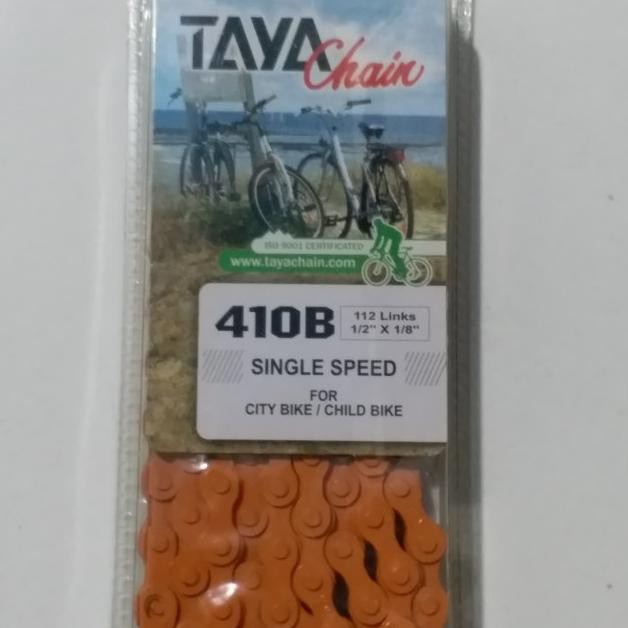 TAYA Chain
ISO 9001 CERTIFICATED
www.tayachain.com
410B
112 Links
1/2" X 1/8"
SINGLE SPEED
FOR
CITY BIKE / CHILD BIKE